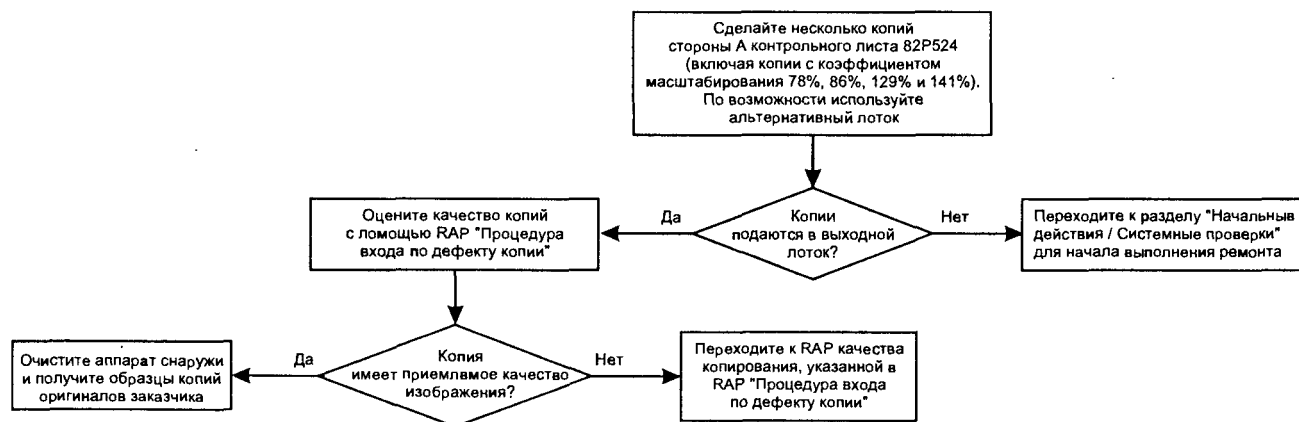 Сделайте несколько копий
стороны А контрольного листа 82P524
(включая копии с коэффициентом
масштабирования 78%, 86%, 129% и 141%).
По возможности используйте
альтернативный лоток
Копии
подаются в выходной
лоток?
Да
Нет
Оцените качество копий
с ломощью RAP "Процедура
входа по дефекту копии"
Переходите к разделу "Начальныв
действия / Системные проверки"
для начала выполнения ремонта
Копия
имеет приемлвмое качество
изображения?
Да
Нет
Очистите аппарат снаружи
и получите образцы копий
оригиналов заказчика
Переходите к RAP качества
копирования, указанной в
RAP "Процедура входа
по дефекту копии"